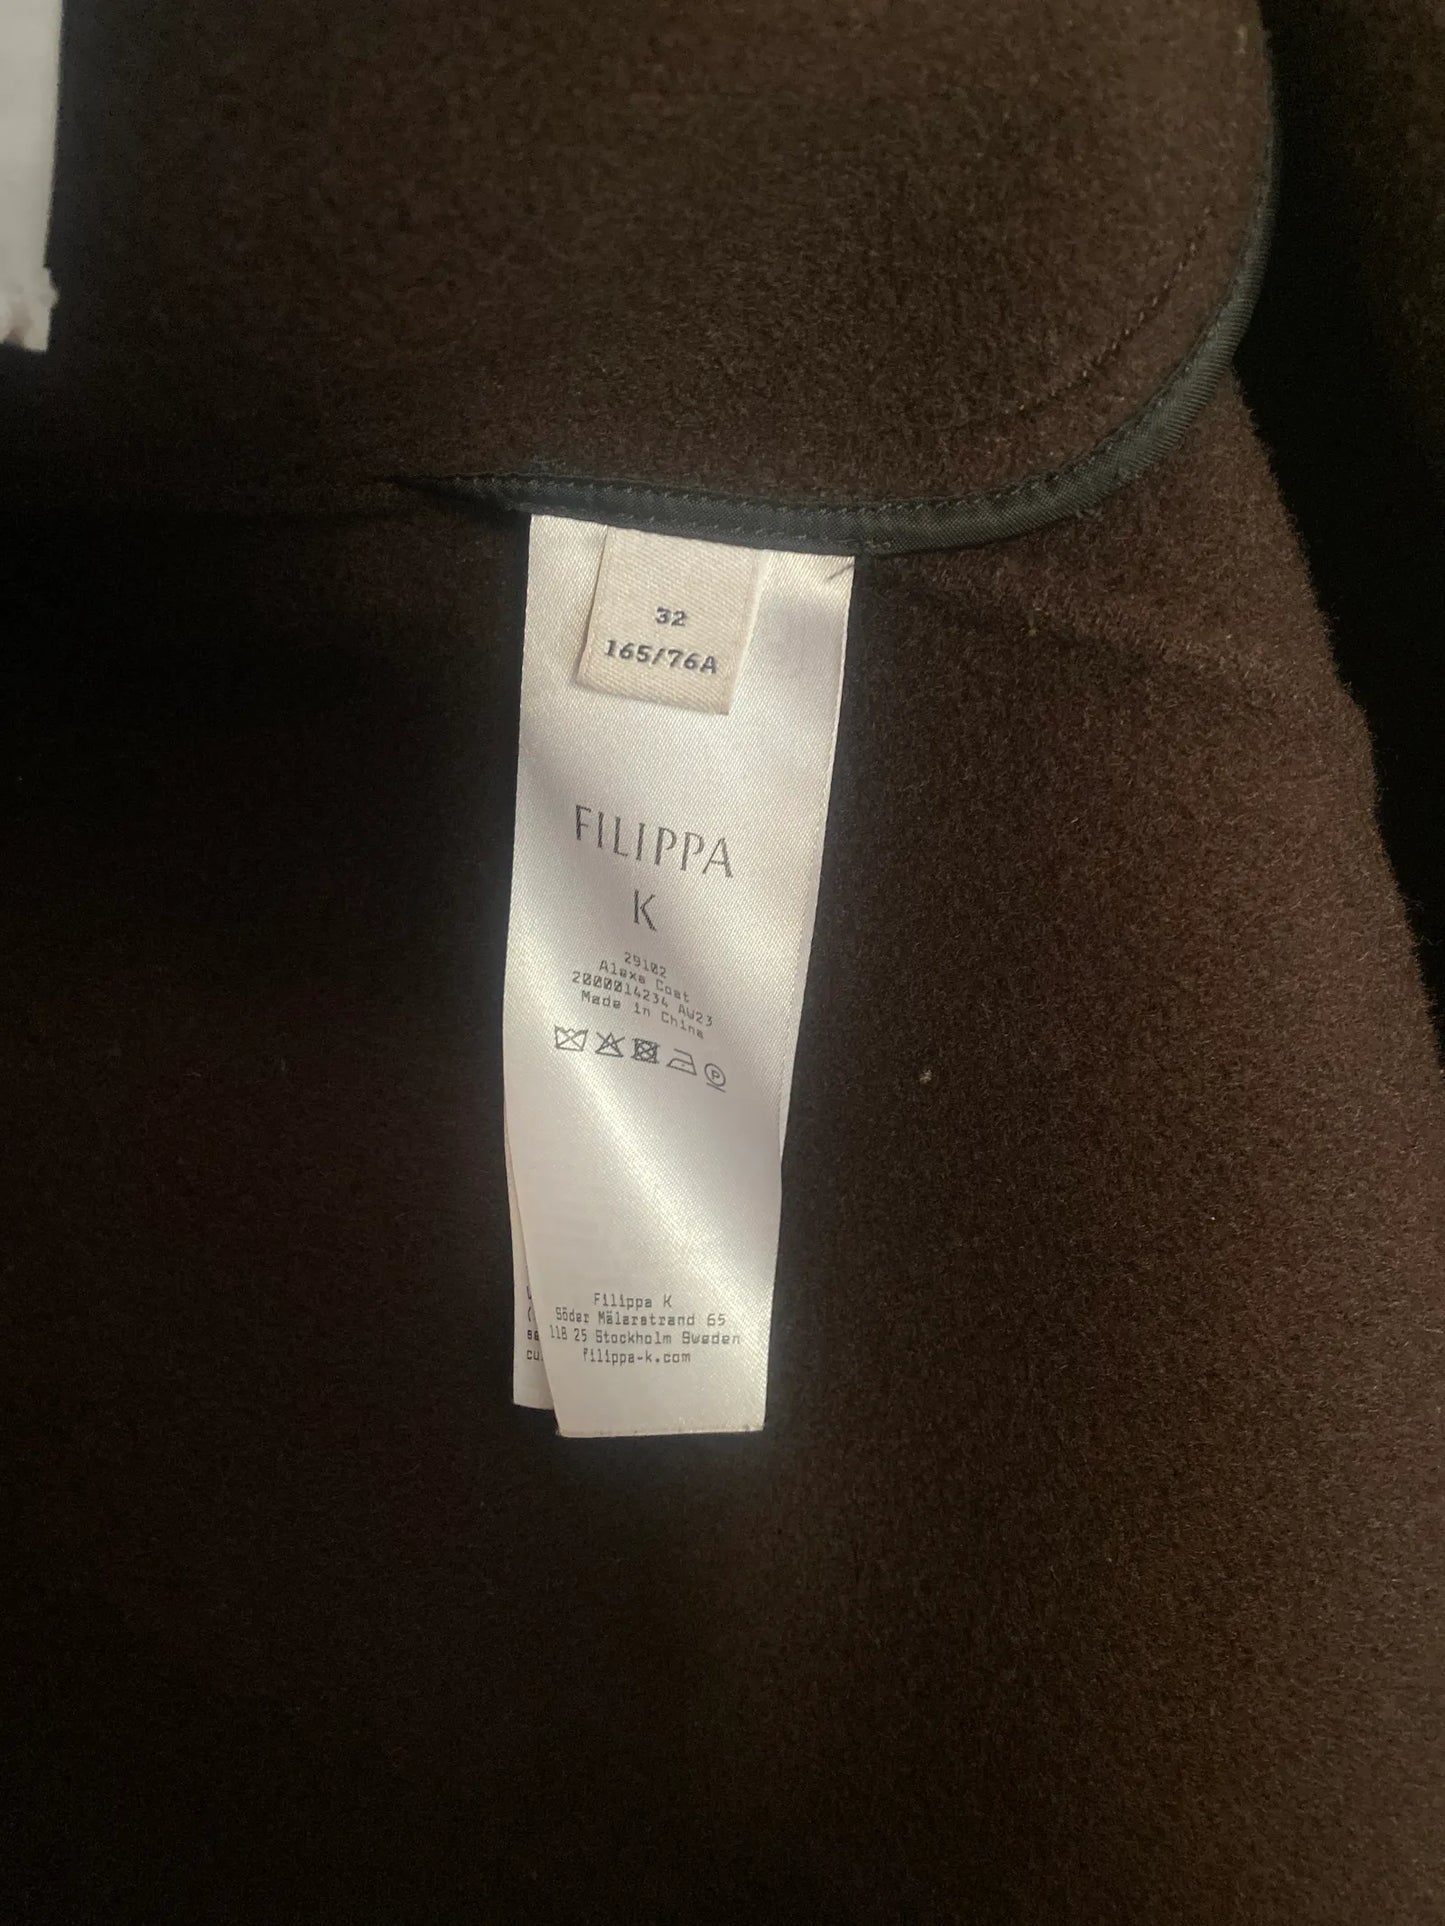 32
165/76A
FILIPPA
K
29102
Alexa Coat
2000014234 AW23
Made in China
P
Filippa K
Söder Mälarstrand 65
118 25 Stockholm Sweden
filippa-k.com